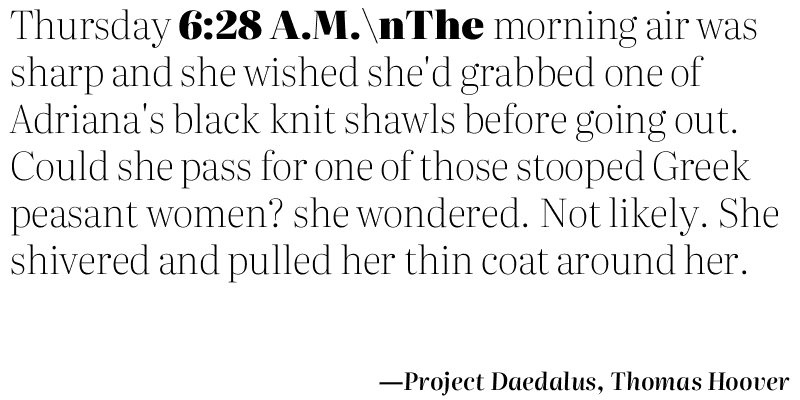 Thursday 6:28 A.M.\nThe morning air was
sharp and she wished she'd grabbed one of
Adriana's black knit shawls before going out.
Could she pass for one of those stooped Greek
peasant women? she wondered. Not likely. She
shivered and pulled her thin coat around her.
—Project Daedalus, Thomas Hoover